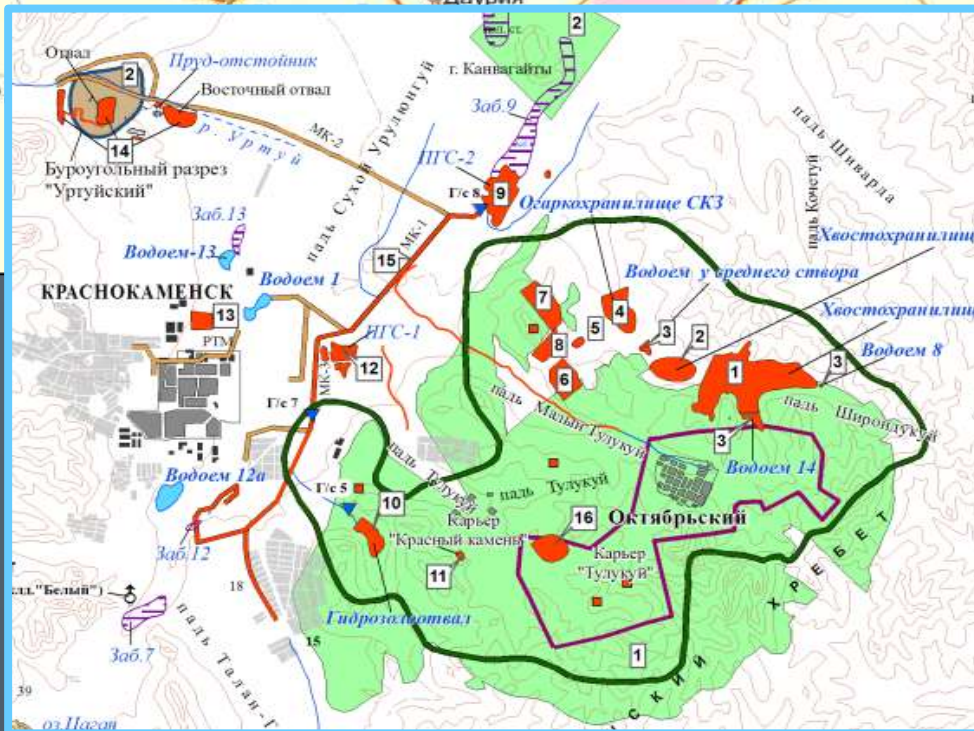 Даурия
2
г. Канвагайты
Отвал
2
Пруд-отстойник
Восточный отвал
14
р. Уртуй
Буроугольный разрез
"Уртуйский"
МК-2
падь Сухой Урулюнгуй
Заб.9
ПГС-2
9
Г/с 8
МК-1
15
падь Шиварда
падь Кочетуй
Огаркохранилище СКЗ
Хвостохранилище
Водоем у среднего створа
Хвостохранилище
Заб.13
Водоем-13
Водоем 1
КРАСНОКАМЕНСК
13
РТМ
ПГС-1
12
МК-3
Г/с 7
7
8
6
5
4
3
2
1
3
Водоем 8
падь Широндукуй
3
Водоем 14
падь Малый Тулукуй
падь Тулукуй
падь Тулукуй
Водоем 12а
Заб.12
Г/с 5
10
Карьер
"Красный камень"
11
16
Октябрьский
Карьер
"Тулукуй"
Гидрозолоотвал
"Белый")
Заб.7
18
15
падь Талан-Г
1
СКИЙ ХРЕБЕТ
39
оз.Цаган